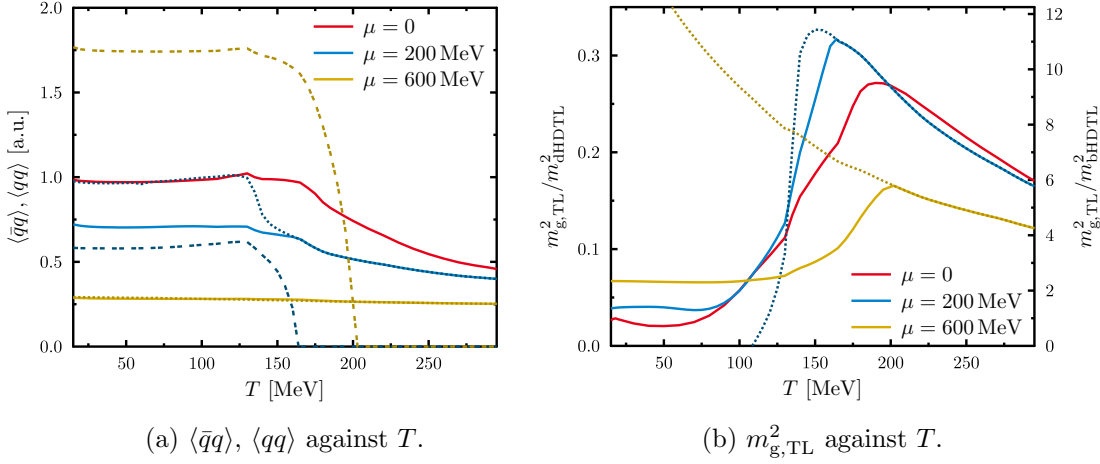 2.0
1.5
1.0
0.5
0.0
⟨q̄q⟩, ⟨qq⟩ [a.u.]
μ = 0
μ = 200 MeV
μ = 600 MeV
50 100 150 200 250
T [MeV]
(a) ⟨q̄q⟩, ⟨qq⟩ against T.
0.3
0.2
0.1
0.0
m²g,TL/m²dHDTL
12
10
8
6
4
2
0
m²g,TL/m²bHDTL
μ = 0
μ = 200 MeV
μ = 600 MeV
50 100 150 200 250
T [MeV]
(b) m²g,TL against T.